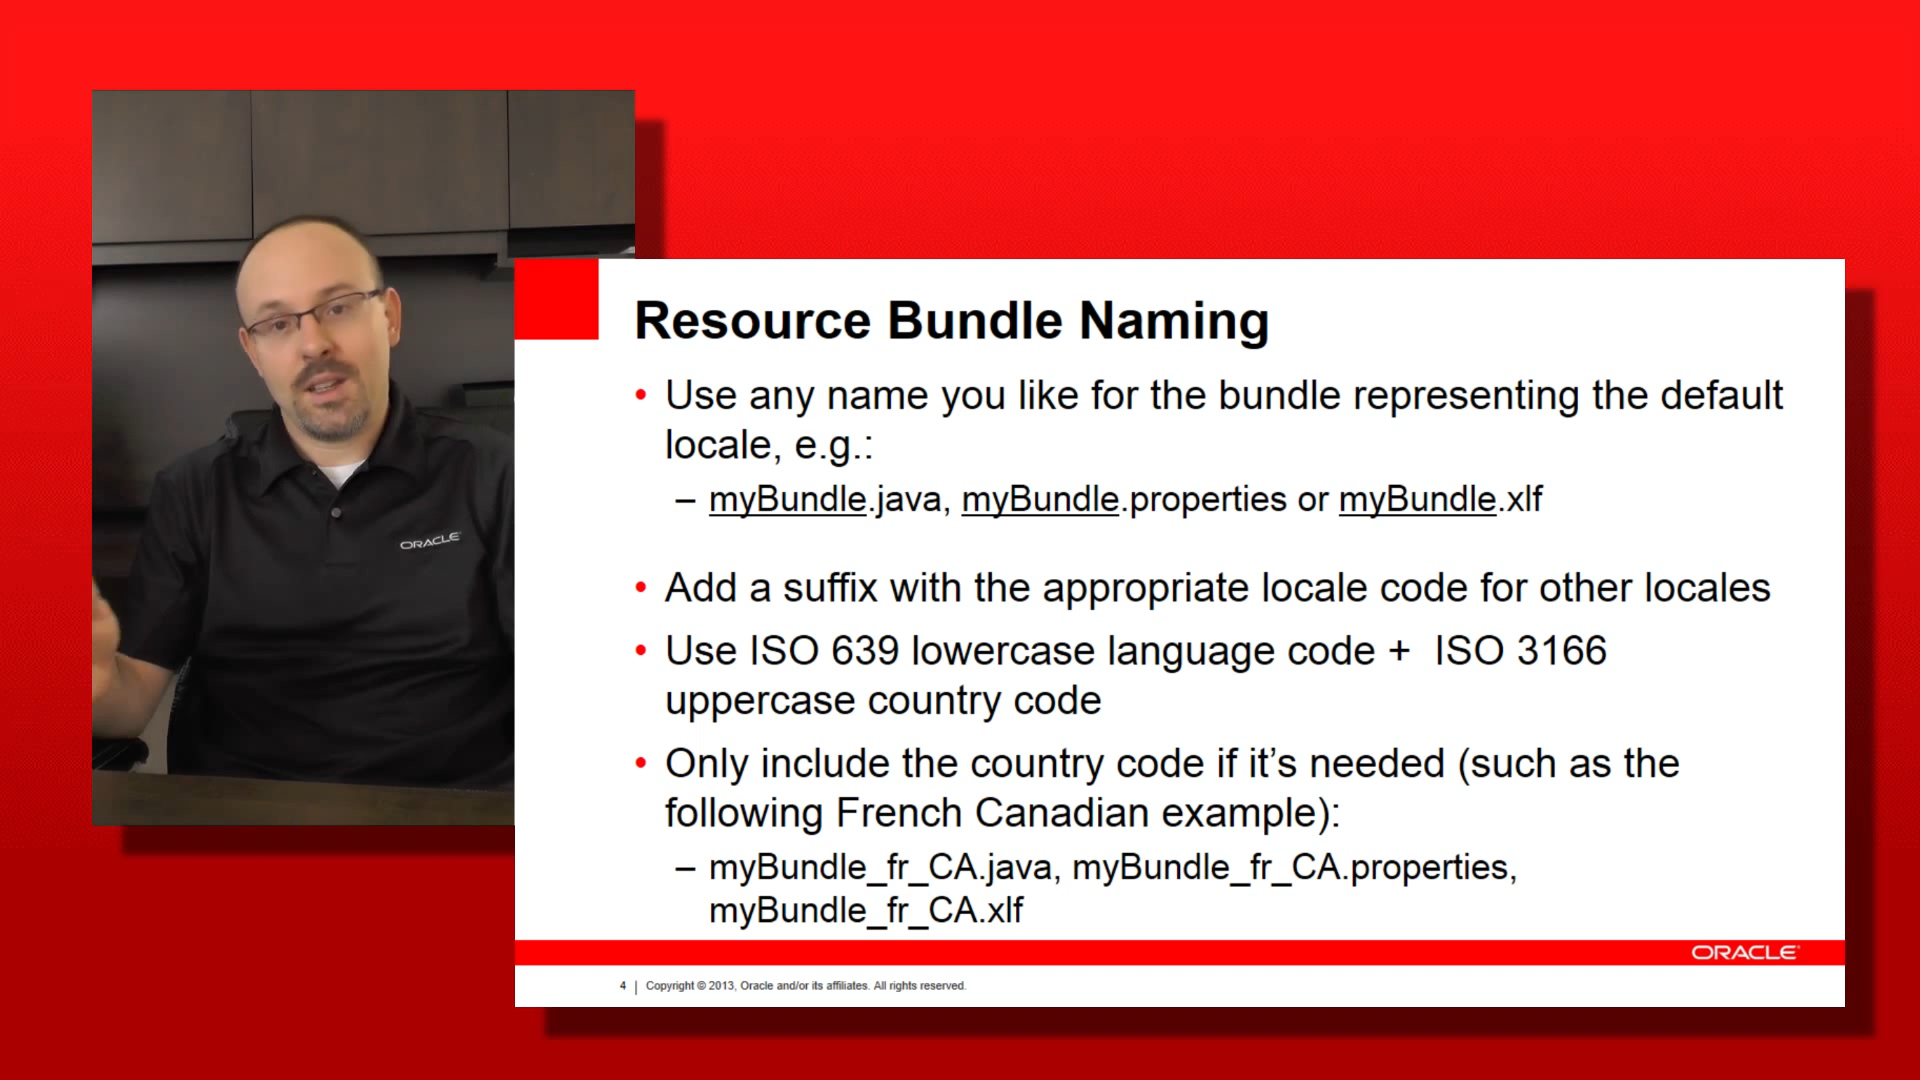 ORACLE
Resource Bundle Naming
• Use any name you like for the bundle representing the default
locale, e.g.:
– myBundle.java, myBundle.properties or myBundle.xlf
• Add a suffix with the appropriate locale code for other locales
• Use ISO 639 lowercase language code +  ISO 3166
uppercase country code
• Only include the country code if it’s needed (such as the
following French Canadian example):
– myBundle_fr_CA.java, myBundle_fr_CA.properties,
myBundle_fr_CA.xlf
ORACLE
4 | Copyright © 2013, Oracle and/or its affiliates. All rights reserved.